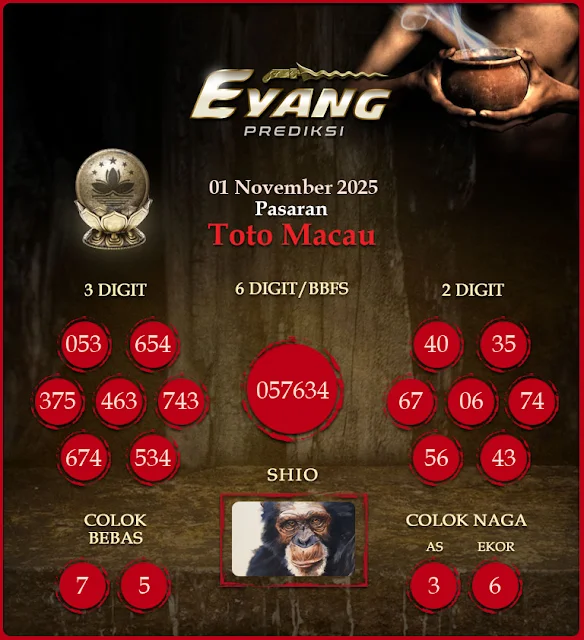 EYANG
PREDIKSI
01 November 2025
Pasaran
Toto Macau
3 DIGIT
053 654
375 463 743
674 534
6 DIGIT/BBFS
057634
2 DIGIT
40 35
67 06 74
56 43
SHIO
COLOK
BEBAS
7 5
COLOK NAGA
AS EKOR
3 6